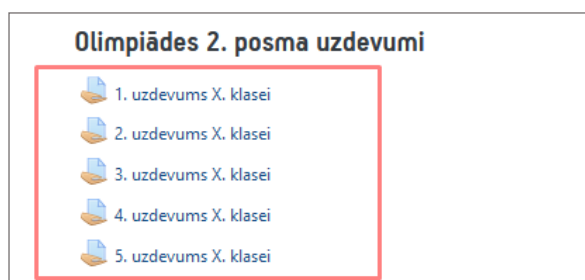 Olimpiādes 2. posma uzdevumi
1. uzdevums X. klasei
2. uzdevums X. klasei
3. uzdevums X. klasei
4. uzdevums X. klasei
5. uzdevums X. klasei